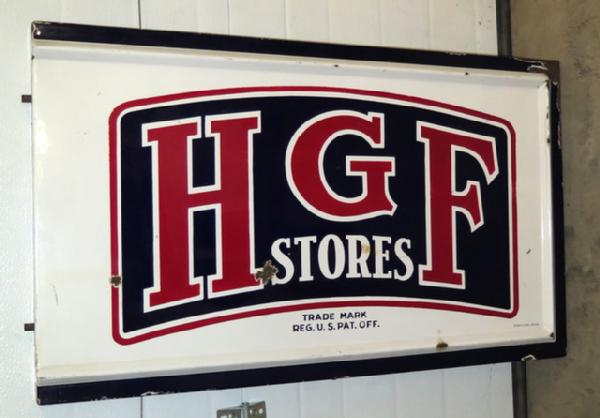 HGF
STORES
TRADE MARK
REG. U. S. PAT. OFF.